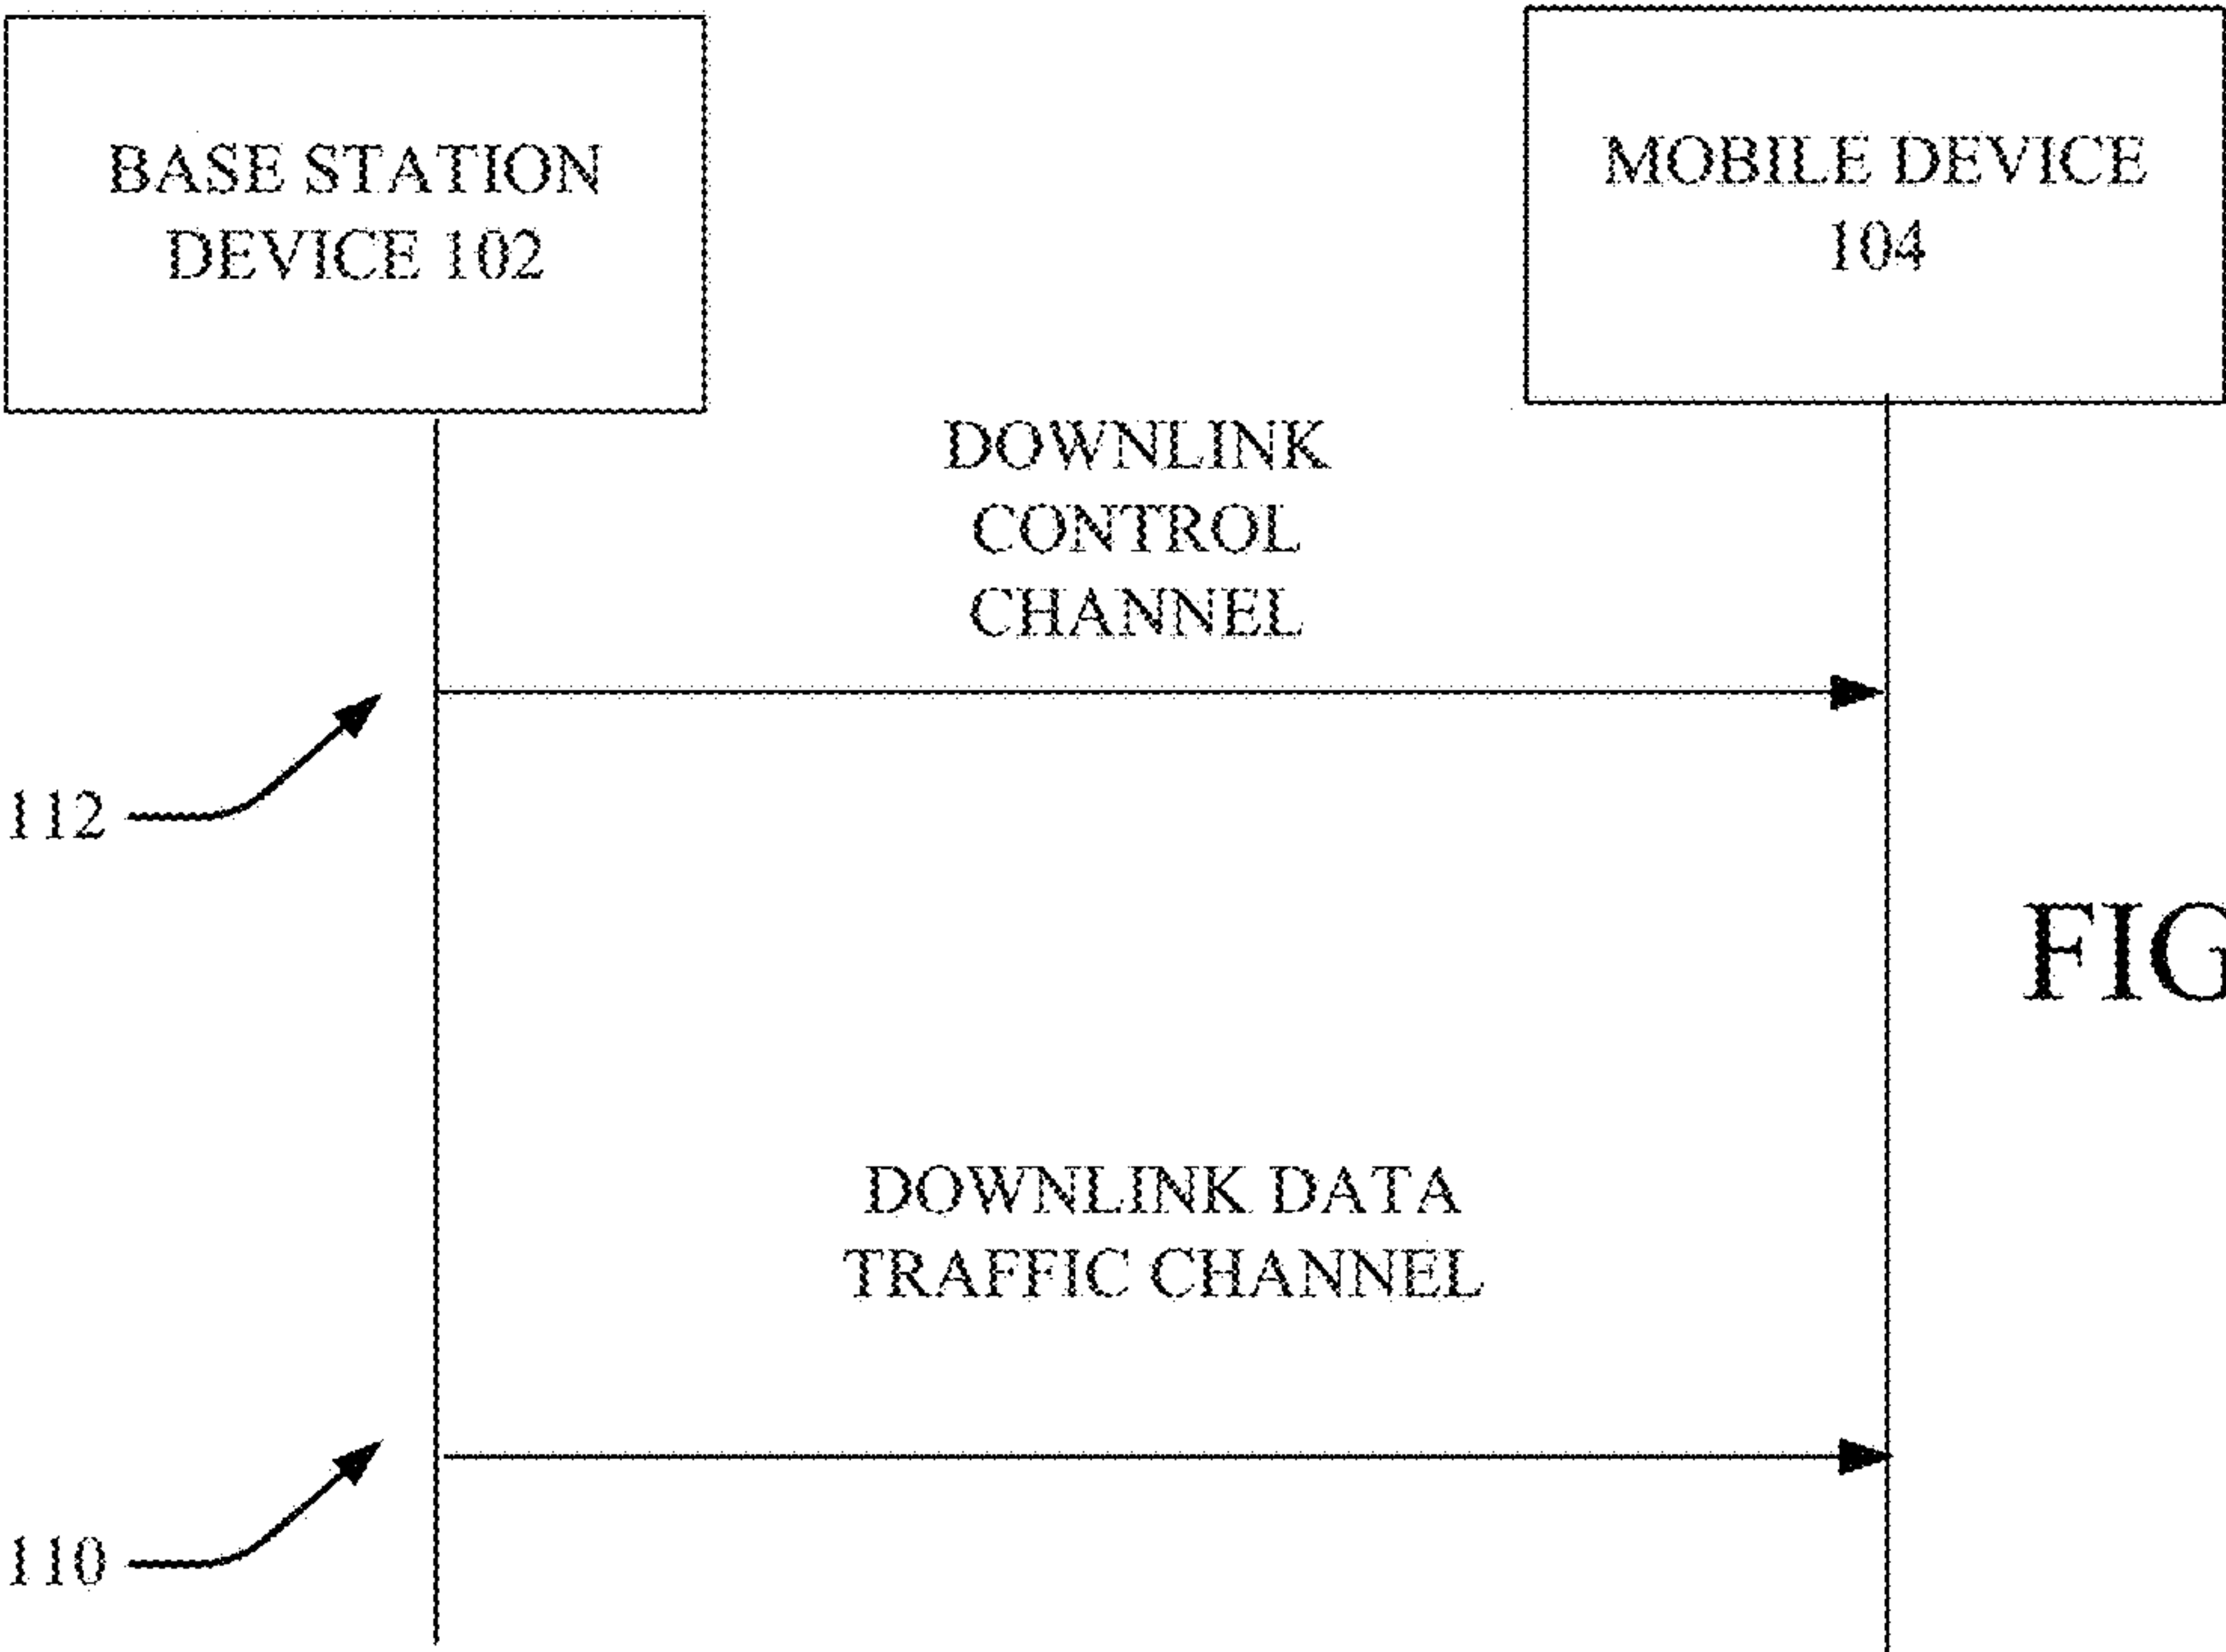 BASE STATION
DEVICE 102
MOBILE DEVICE
104
DOWNLINK
CONTROL
CHANNEL
112
FIG
DOWNLINK DATA
TRAFFIC CHANNEL
110